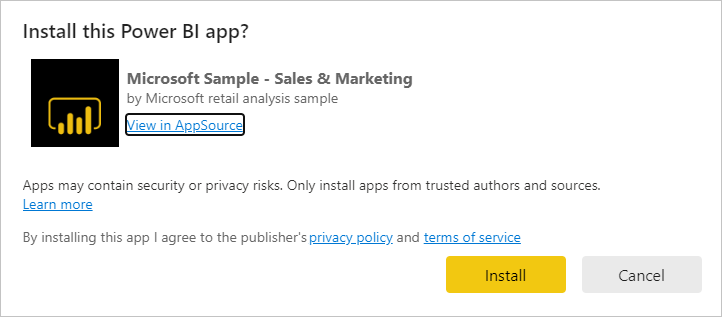 Install this Power BI app?
Microsoft Sample - Sales & Marketing
by Microsoft retail analysis sample
View in AppSource
Apps may contain security or privacy risks. Only install apps from trusted authors and sources.
Learn more
By installing this app I agree to the publisher's privacy policy and terms of service
Install
Cancel